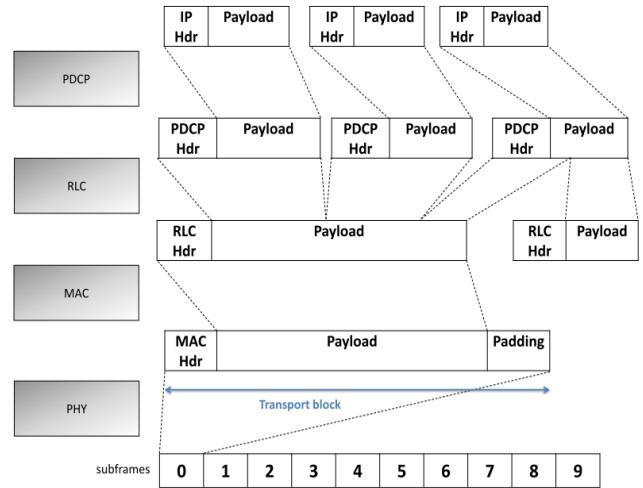 IP Hdr Payload IP Hdr Payload IP Hdr Payload
PDCP
PDCP Hdr Payload PDCP Hdr Payload PDCP Hdr Payload
RLC
RLC Hdr Payload RLC Hdr Payload
MAC
MAC Hdr Payload Padding
Transport block
PHY
subframes 0 1 2 3 4 5 6 7 8 9